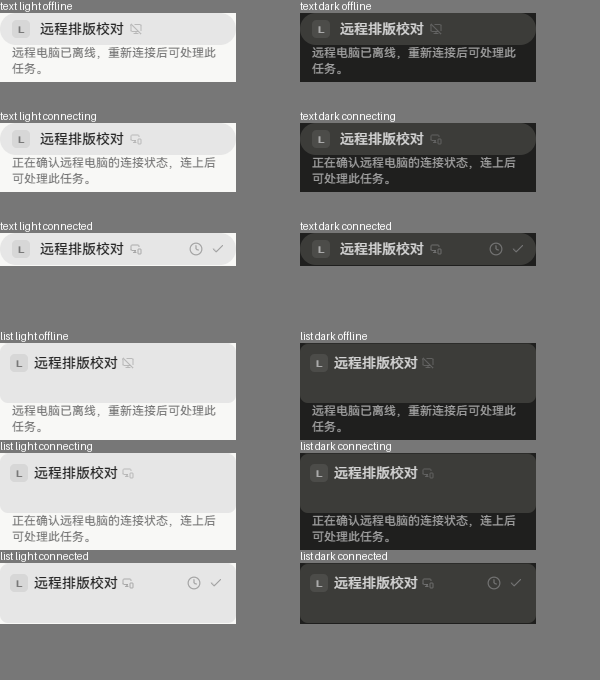 text light offline
L 远程排版校对
远程电脑已离线，重新连接后可处理此
任务。
text dark offline
L 远程排版校对
远程电脑已离线，重新连接后可处理此
任务。
text light connecting
L 远程排版校对
正在确认远程电脑的连接状态，连上后
可处理此任务。
text dark connecting
L 远程排版校对
正在确认远程电脑的连接状态，连上后
可处理此任务。
text light connected
L 远程排版校对
text dark connected
L 远程排版校对
list light offline
L 远程排版校对
远程电脑已离线，重新连接后可处理此
任务。
list dark offline
L 远程排版校对
远程电脑已离线，重新连接后可处理此
任务。
list light connecting
L 远程排版校对
正在确认远程电脑的连接状态，连上后
可处理此任务。
list dark connecting
L 远程排版校对
正在确认远程电脑的连接状态，连上后
可处理此任务。
list light connected
L 远程排版校对
list dark connected
L 远程排版校对